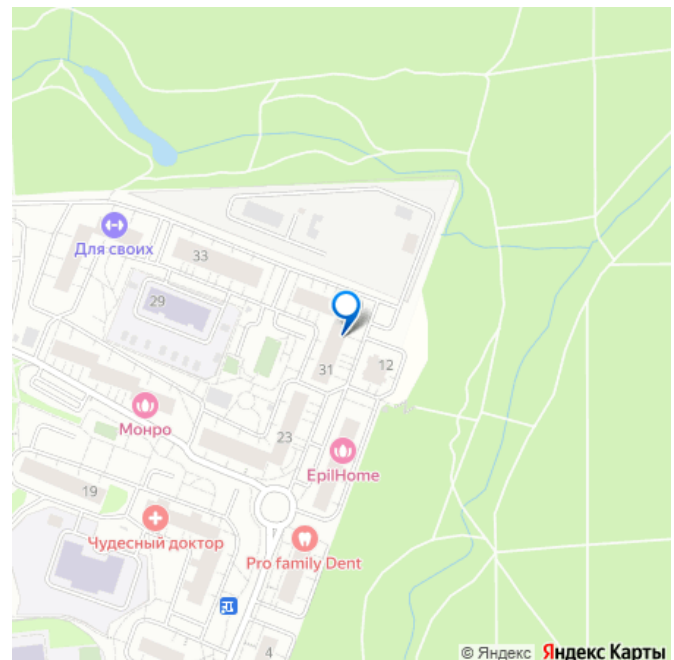 Для своих
33
29
12
31
Монро
23
EpilHome
19
Чудесный доктор
Pro family Dent
4
© Яндекс Яндекс Карты